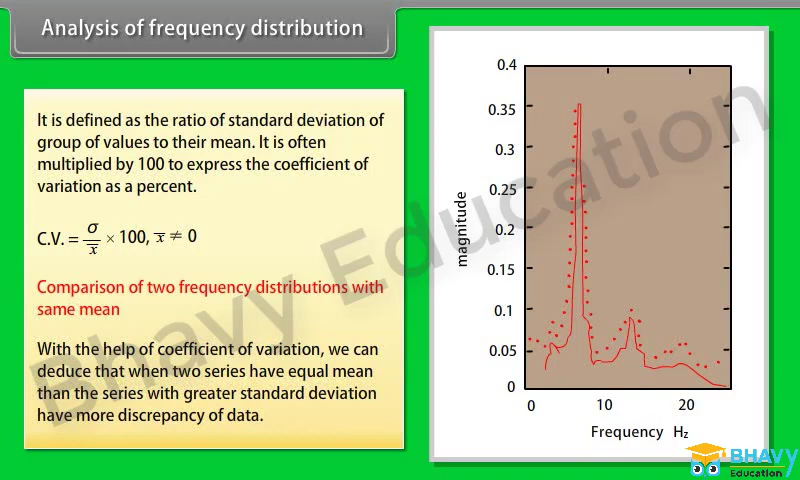 Analysis of frequency distribution
It is defined as the ratio of standard deviation of
group of values to their mean. It is often
multiplied by 100 to express the coefficient of
variation as a percent.
C.V. = σ/x̄ × 100, x̄ ≠ 0
Comparison of two frequency distributions with
same mean
With the help of coefficient of variation, we can
deduce that when two series have equal mean
than the series with greater standard deviation
have more discrepancy of data.
0.4
0.35
0.3
0.25
0.2
0.15
0.1
0.05
0
magnitude
0 10 20
Frequency Hz
Bhavy Education
BHAVY
Education